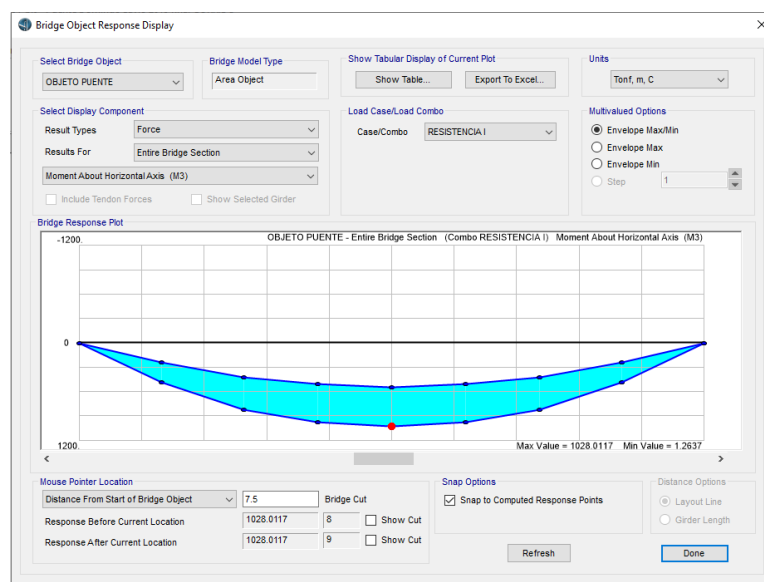 Bridge Object Response Display
Select Bridge Object
OBJETO PUENTE
Bridge Model Type
Area Object
Show Tabular Display of Current Plot
Show Table...
Export To Excel...
Units
Tonf, m, C
Select Display Component
Result Types
Force
Results For
Entire Bridge Section
Moment About Horizontal Axis (M3)
Include Tendon Forces
Show Selected Girder
Load Case/Load Combo
Case/Combo
RESISTENCIA I
Multivalued Options
Envelope Max/Min
Envelope Max
Envelope Min
Step
1
Bridge Response Plot
-1200.
OBJETO PUENTE - Entire Bridge Section (Combo RESISTENCIA I) Moment About Horizontal Axis (M3)
0
1200.
Max Value = 1028.0117 Min Value = 1.2637
Mouse Pointer Location
Distance From Start of Bridge Object
7.5
Bridge Cut
Response Before Current Location
1028.0117
8
Show Cut
Response After Current Location
1028.0117
9
Show Cut
Snap Options
Snap to Computed Response Points
Distance Options
Layout Line
Girder Length
Refresh
Done